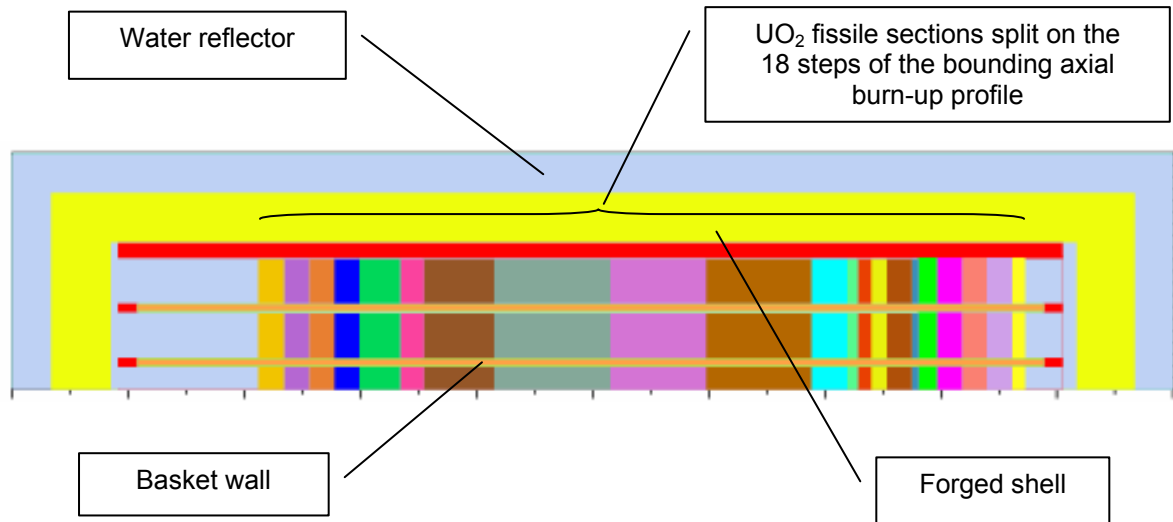 Water reflector
UO₂ fissile sections split on the
18 steps of the bounding axial
burn-up profile
Basket wall
Forged shell